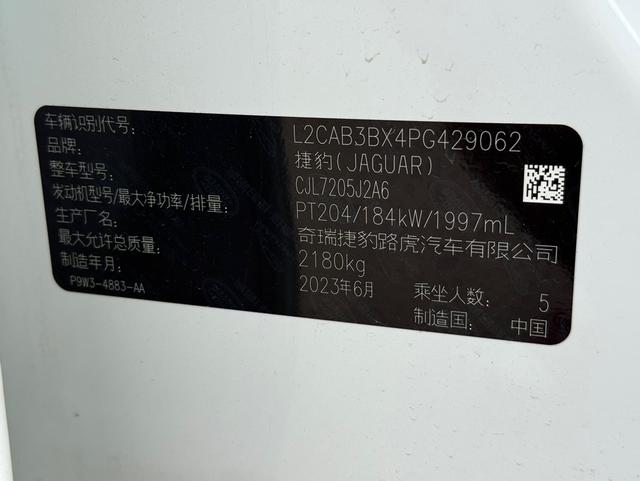 车辆识别代号: L2CAB3BX4PG429062
品牌: 捷豹(JAGUAR)
整车型号: CJL7205J2A6
发动机型号/最大净功率/排量: PT204/184kW/1997mL
生产厂名: 奇瑞捷豹路虎汽车有限公司
最大允许总质量: 2180kg
制造年月: 2023年6月 乘坐人数: 5
P9W3-4883-AA 制造国: 中国